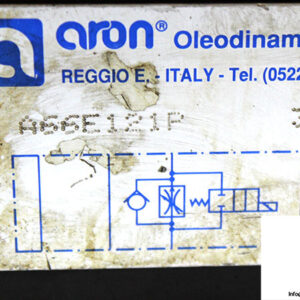 aron® Oleodinam
REGGIO E. - ITALY - Tel. (0522
A66E121P